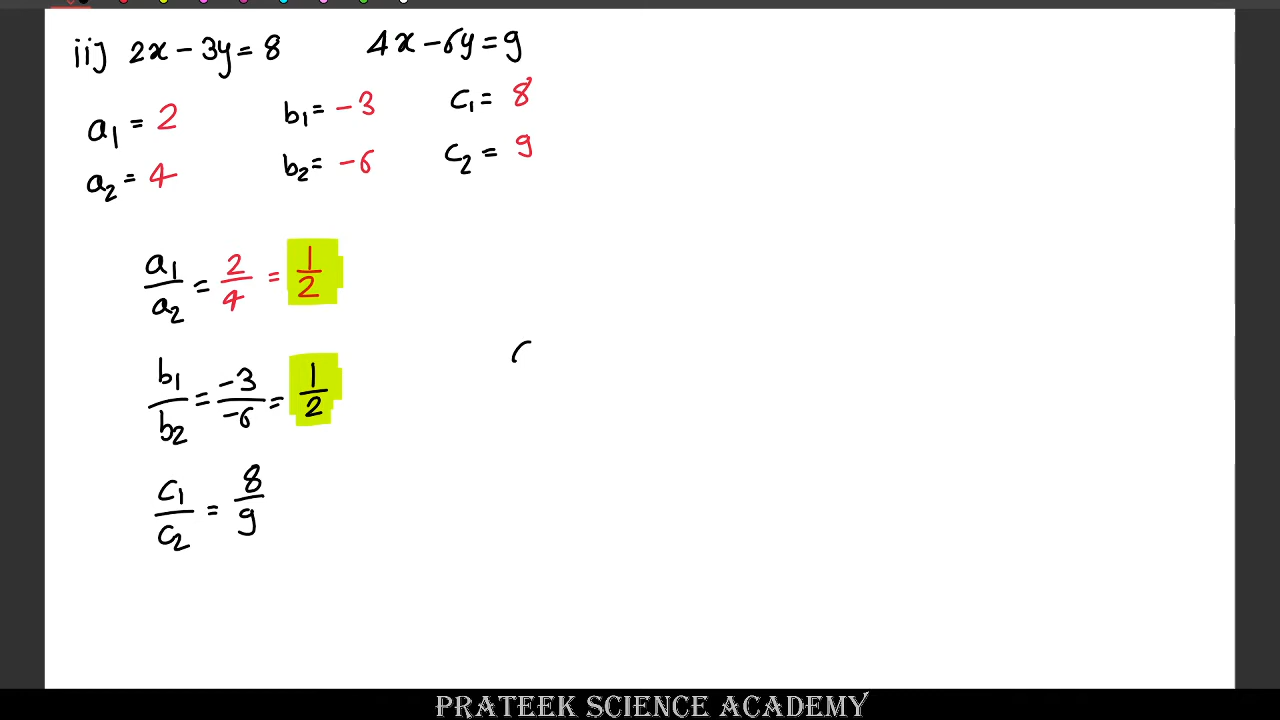 ii] 2x - 3y = 8 4x - 6y = 9
a1 = 2 b1 = -3 c1 = 8
a2 = 4 b2 = -6 c2 = 9
a1/a2 = 2/4 = 1/2
b1/b2 = -3/-6 = 1/2
c1/c2 = 8/9
PRATEEK SCIENCE ACADEMY